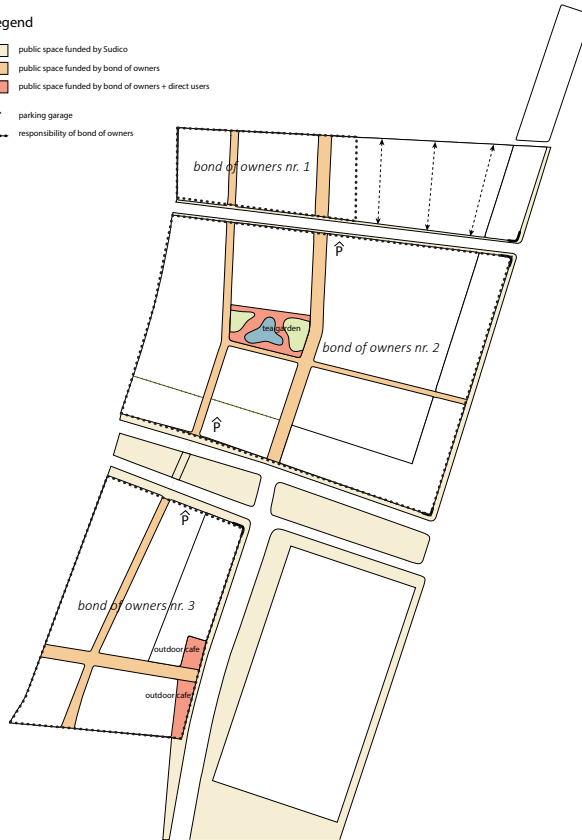 egend
public space funded by Sudico
public space funded by bond of owners
public space funded by bond of owners + direct users
parking garage
responsibility of bond of owners
bond of owners nr. 1
P
tea garden
bond of owners nr. 2
P
P
bond of owners nr. 3
outdoor cafe
outdoor cafe